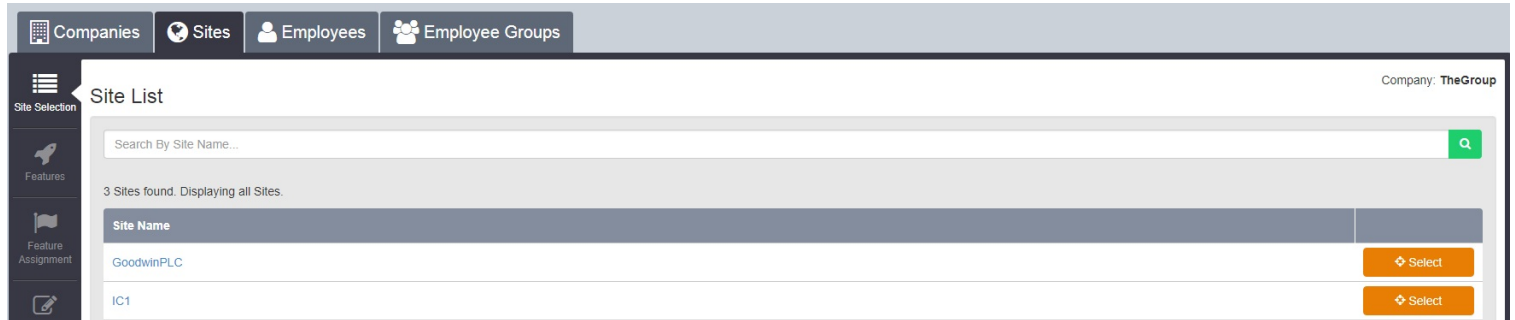 Companies Sites Employees Employee Groups
Company: TheGroup
Site Selection
Site List
Search By Site Name...
Features
3 Sites found. Displaying all Sites.
Site Name
Feature
Assignment
GoodwinPLC Select
IC1 Select